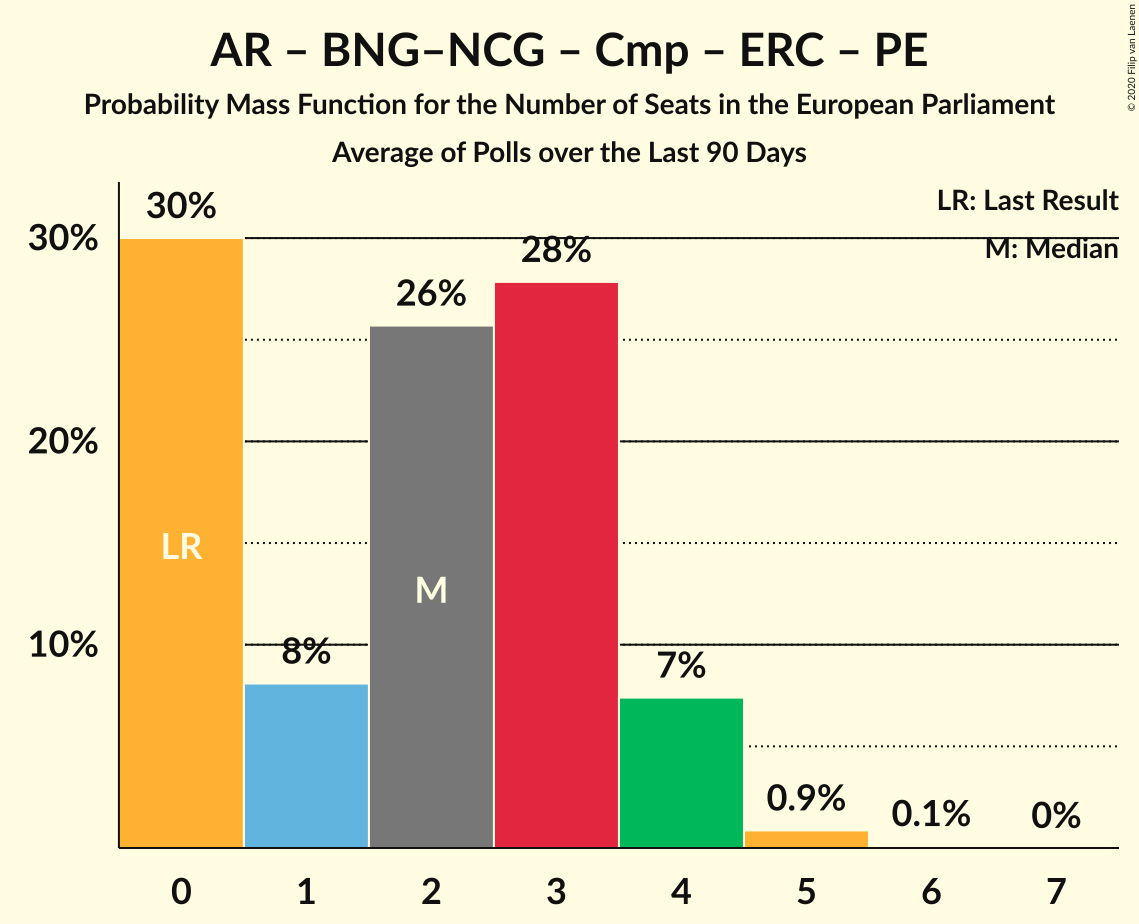 AR – BNG–NCG – Cmp – ERC – PE
Probability Mass Function for the Number of Seats in the European Parliament
Average of Polls over the Last 90 Days
© 2020 Filip van Laenen
LR: Last Result
M: Median
30%
20%
10%
30%
8%
26%
28%
7%
0.9%
0.1%
0%
LR
M
0 1 2 3 4 5 6 7